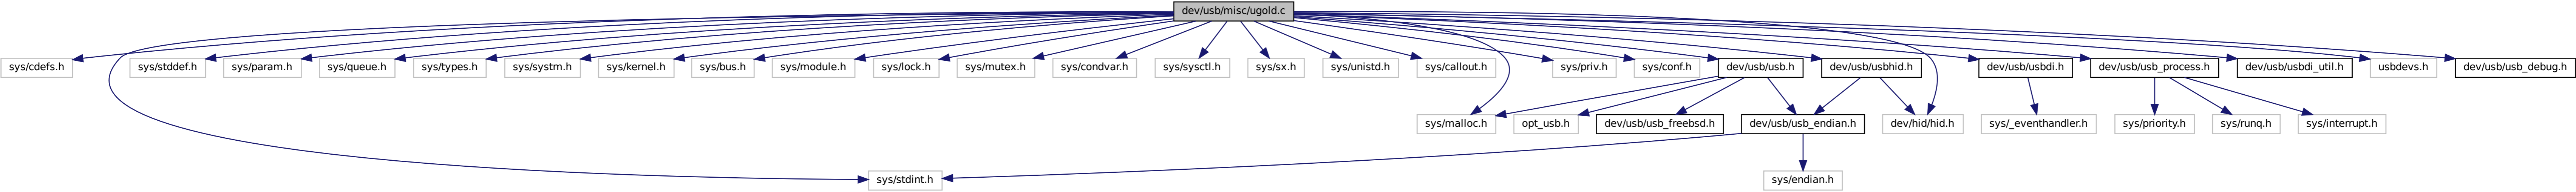 dev/usb/misc/ugold.c
sys/cdefs.h
sys/stddef.h
sys/param.h
sys/queue.h
sys/types.h
sys/systm.h
sys/kernel.h
sys/bus.h
sys/module.h
sys/lock.h
sys/mutex.h
sys/condvar.h
sys/sysctl.h
sys/sx.h
sys/unistd.h
sys/callout.h
sys/priv.h
sys/conf.h
dev/usb/usb.h
dev/usb/usbhid.h
dev/usb/usbdi.h
dev/usb/usb_process.h
dev/usb/usbdi_util.h
usbdevs.h
dev/usb/usb_debug.h
sys/malloc.h
opt_usb.h
dev/usb/usb_freebsd.h
dev/usb/usb_endian.h
dev/hid/hid.h
sys/_eventhandler.h
sys/priority.h
sys/runq.h
sys/interrupt.h
sys/stdint.h
sys/endian.h